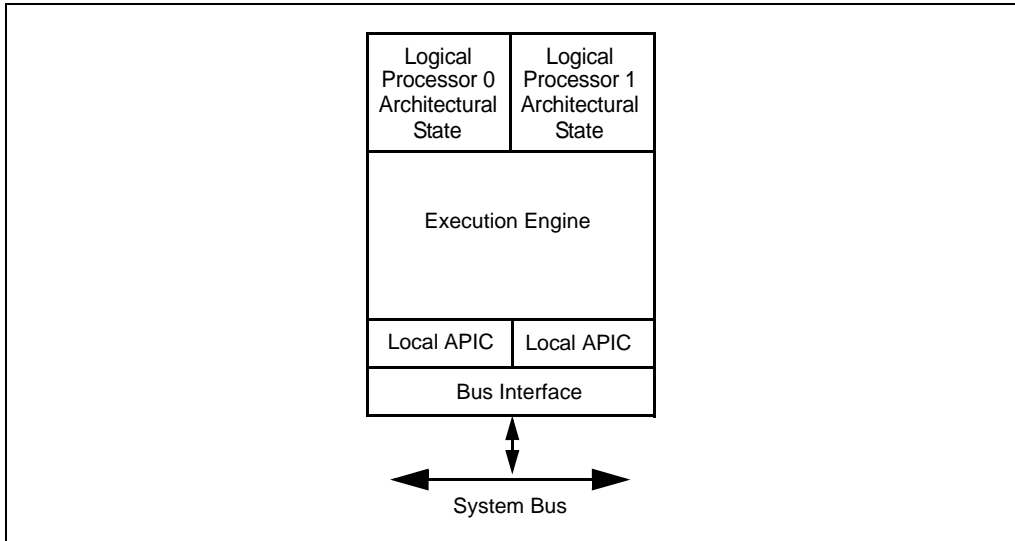 Logical
Processor 0
Architectural
State
Logical
Processor 1
Architectural
State
Execution Engine
Local APIC
Local APIC
Bus Interface
System Bus